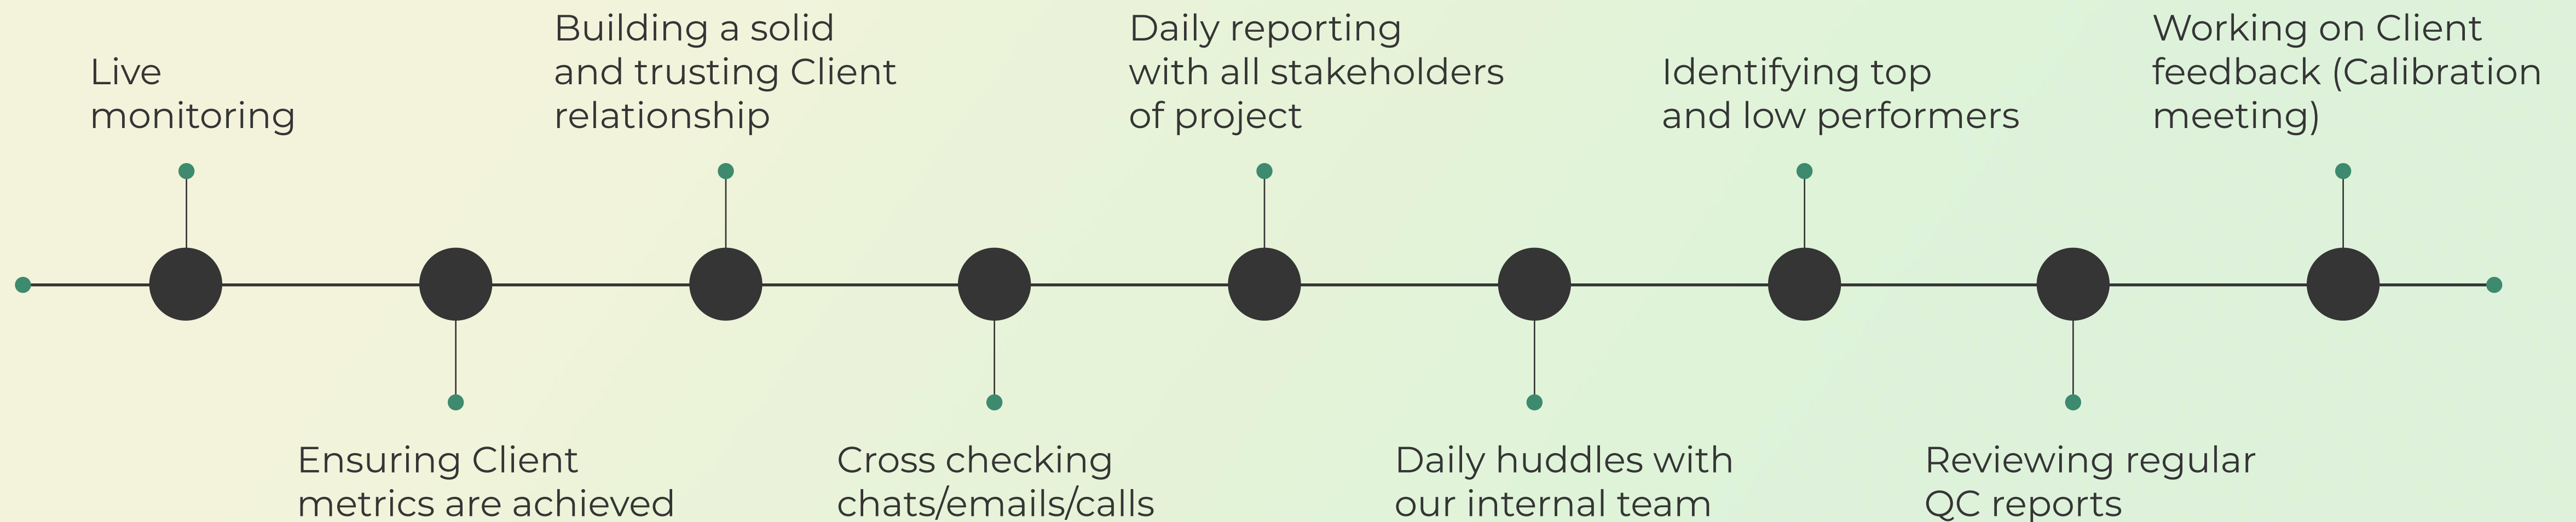 Live
monitoring
Ensuring Client
metrics are achieved
Building a solid
and trusting Client
relationship
Cross checking
chats/emails/calls
Daily reporting
with all stakeholders
of project
Daily huddles with
our internal team
Identifying top
and low performers
Reviewing regular
QC reports
Working on Client
feedback (Calibration
meeting)